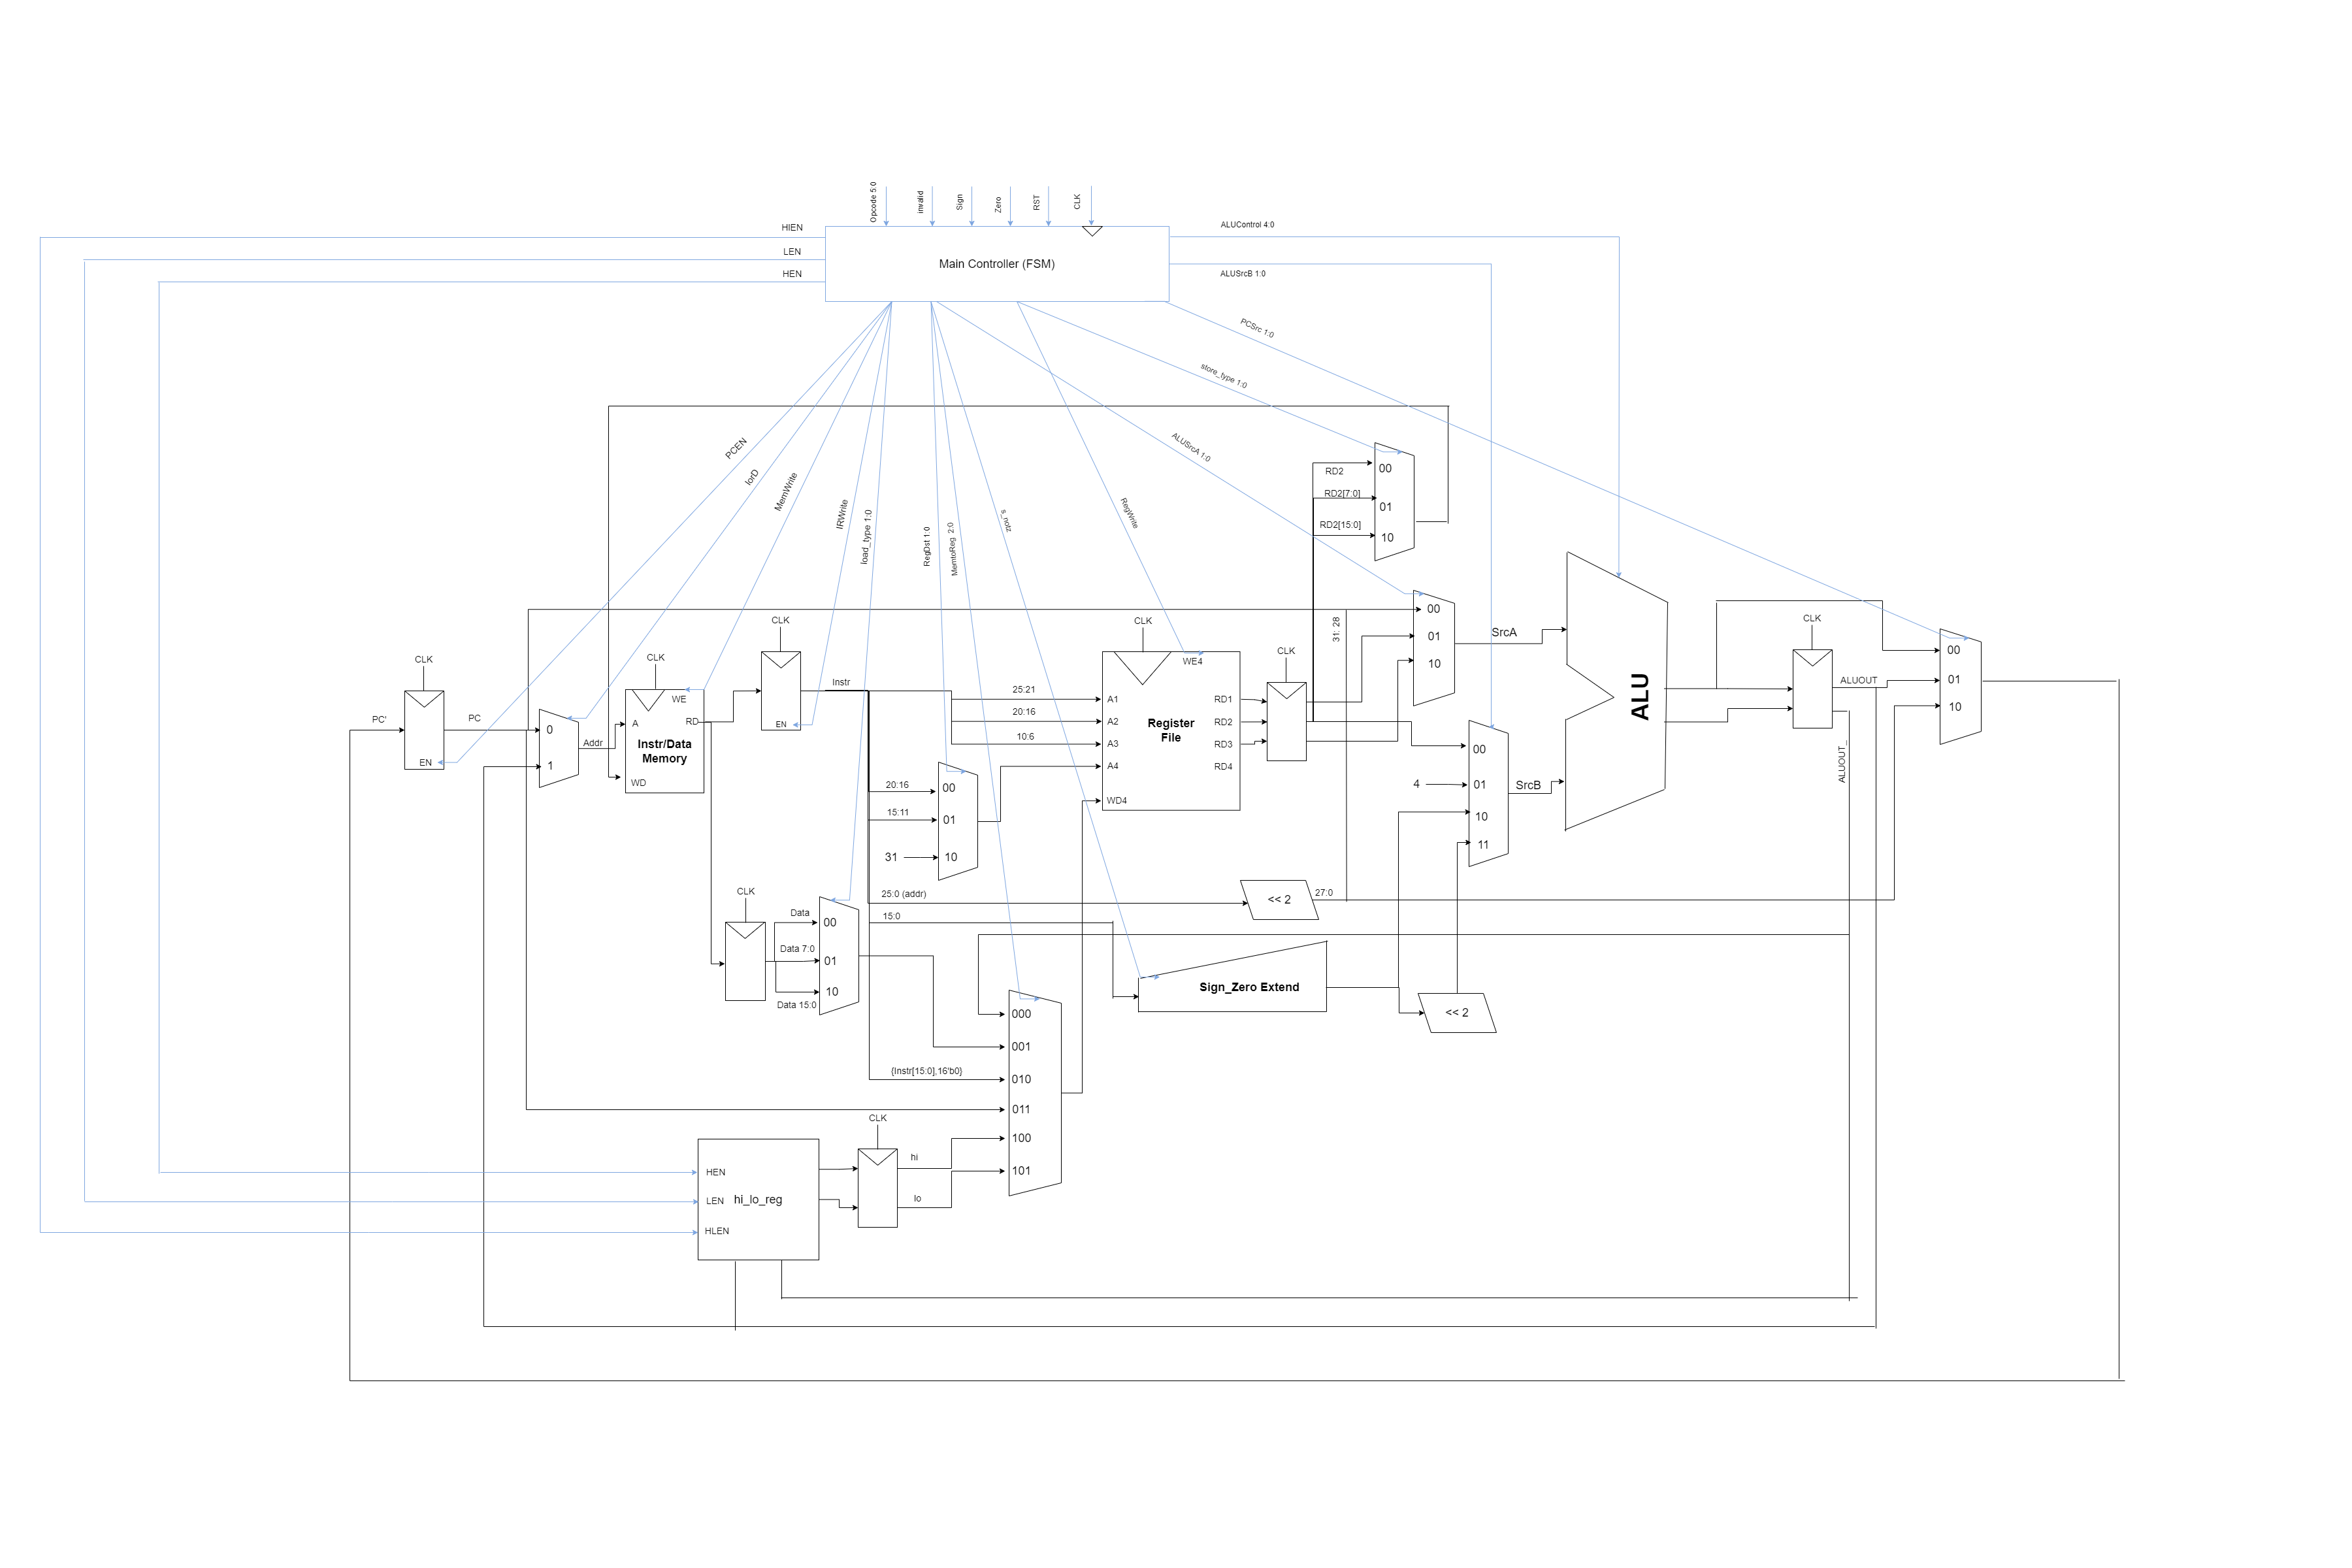 Opcode 5:0
invalid
Sign
Zero
RST
CLK
HIEN
LEN
HEN
Main Controller (FSM)
ALUControl 4:0
ALUSrcB 1:0
PCSrc 1:0
store_type 1:0
ALUSrcA 1:0
PCEN
IorD
MemWrite
IRWrite
load_type 1:0
RegDst 1:0
MemtoReg 2:0
s_notz
RegWrite
RD2
00
RD2[7:0]
01
RD2[15:0]
10
31: 28
00
01
10
SrcA
CLK
CLK
CLK
CLK
CLK
CLK
PC'
PC
EN
0
1
Addr
WE
A
RD
Instr/Data
Memory
WD
EN
Instr
25:21
20:16
10:6
A1
A2
A3
A4
WD4
WE4
Register
File
RD1
RD2
RD3
RD4
20:16
00
15:11
01
31
10
00
4
01
10
11
SrcB
ALU
ALUOUT
ALUOUT_
00
01
10
CLK
25:0 (addr)
<< 2
27:0
15:0
Data
00
Data 7:0
01
Data 15:0
10
Sign_Zero Extend
<< 2
000
001
{Instr[15:0],16'b0}
010
011
100
101
CLK
hi
lo
HEN
LEN
HLEN
hi_lo_reg